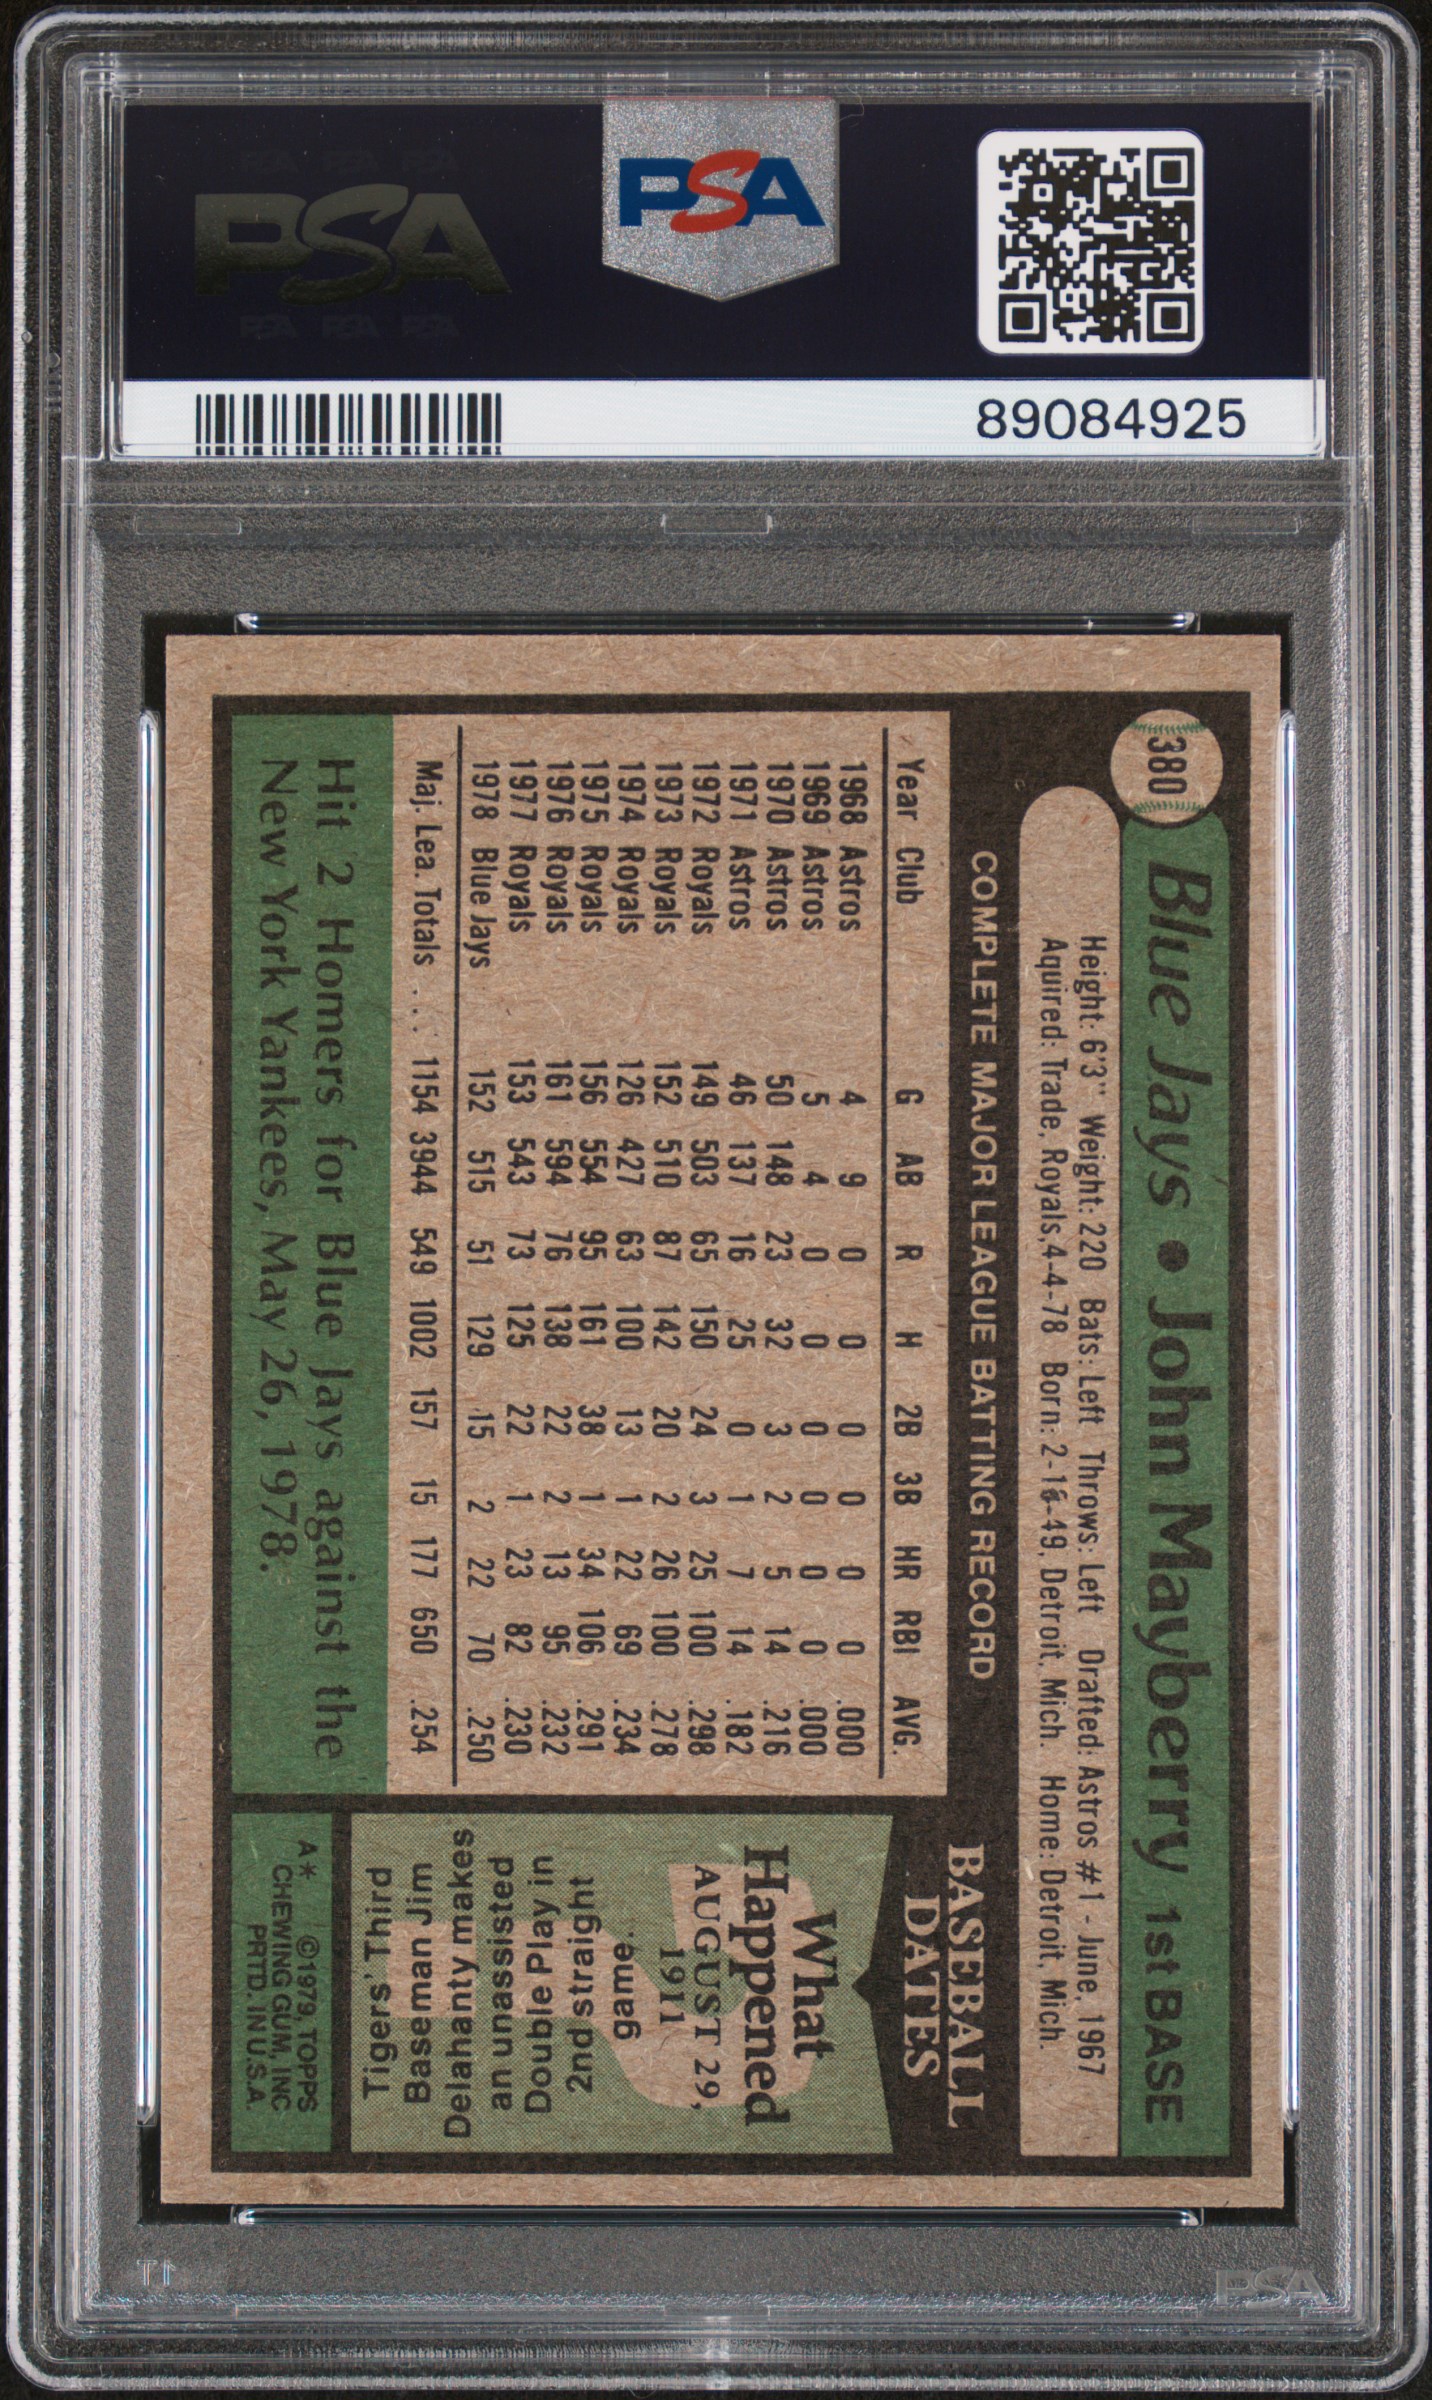 PSA
PSA
89084925
380
Blue Jays • John Mayberry 1st BASE
Height: 6'3" Weight: 220 Bats: Left Throws: Left Drafted: Astros #1 - June, 1967
Aquired: Trade, Royals,4-4-78 Born: 2-18-49, Detroit, Mich. Home: Detroit, Mich.
COMPLETE MAJOR LEAGUE BATTING RECORD
Year Club G AB R H 2B 3B HR RBI AVG.
1968 Astros 4 9 0 0 0 0 0 0 .000
1969 Astros 5 4 0 0 0 0 0 0 .000
1970 Astros 50 148 23 32 3 2 5 14 .216
1971 Astros 46 137 16 25 0 1 7 14 .182
1972 Royals 149 503 65 150 24 3 25 100 .298
1973 Royals 152 510 87 142 20 2 26 100 .278
1974 Royals 126 427 63 100 13 1 22 69 .234
1975 Royals 156 554 95 161 38 1 34 106 .291
1976 Royals 161 594 76 138 22 2 13 95 .232
1977 Royals 153 543 73 125 22 1 23 82 .230
1978 Blue Jays 152 515 51 129 15 2 22 70 .250
Maj. Lea. Totals . . . 1154 3944 549 1002 157 15 177 650 .254
Hit 2 Homers for Blue Jays against the
New York Yankees, May 26, 1978.
BASEBALL
DATES
What
Happened
AUGUST 29,
1911
Tigers' Third
Baseman Jim
Delahanty makes
an unassisted
Double Play in
2nd straight
game.
A* ©1979, TOPPS
CHEWING GUM, INC
PRTD. IN U.S.A.
PSA